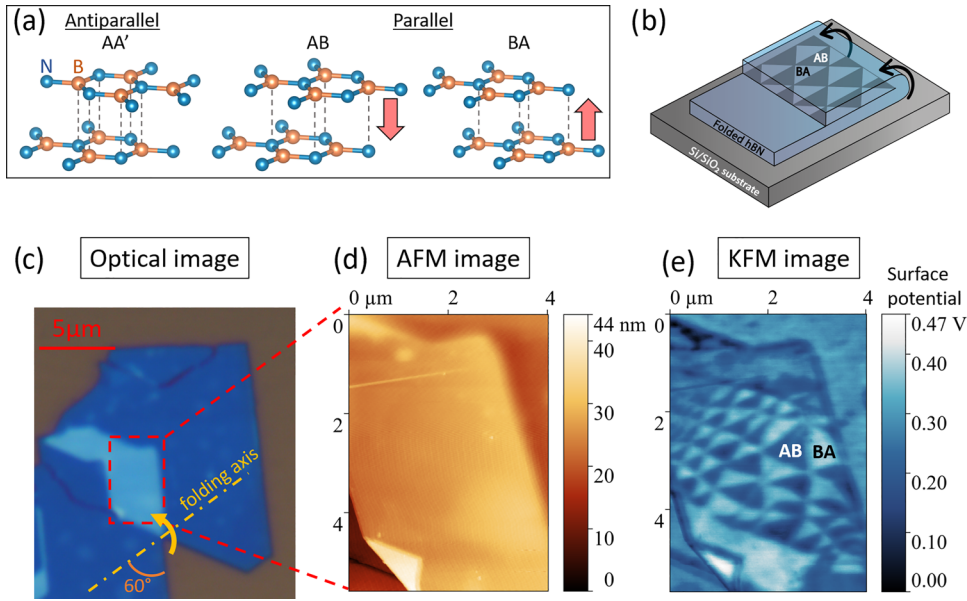 (a)
Antiparallel
Parallel
AA’
AB
BA
N
B
(b)
AB
BA
Folded hBN
Si/SiO₂ substrate
(c)
Optical image
5μm
folding axis
60°
(d)
AFM image
0 μm 2 4
0
2
4
44 nm
40
30
20
10
0
(e)
KFM image
0 μm 2 4
0
2
4
AB
BA
Surface
potential
0.47 V
0.40
0.30
0.20
0.10
0.00